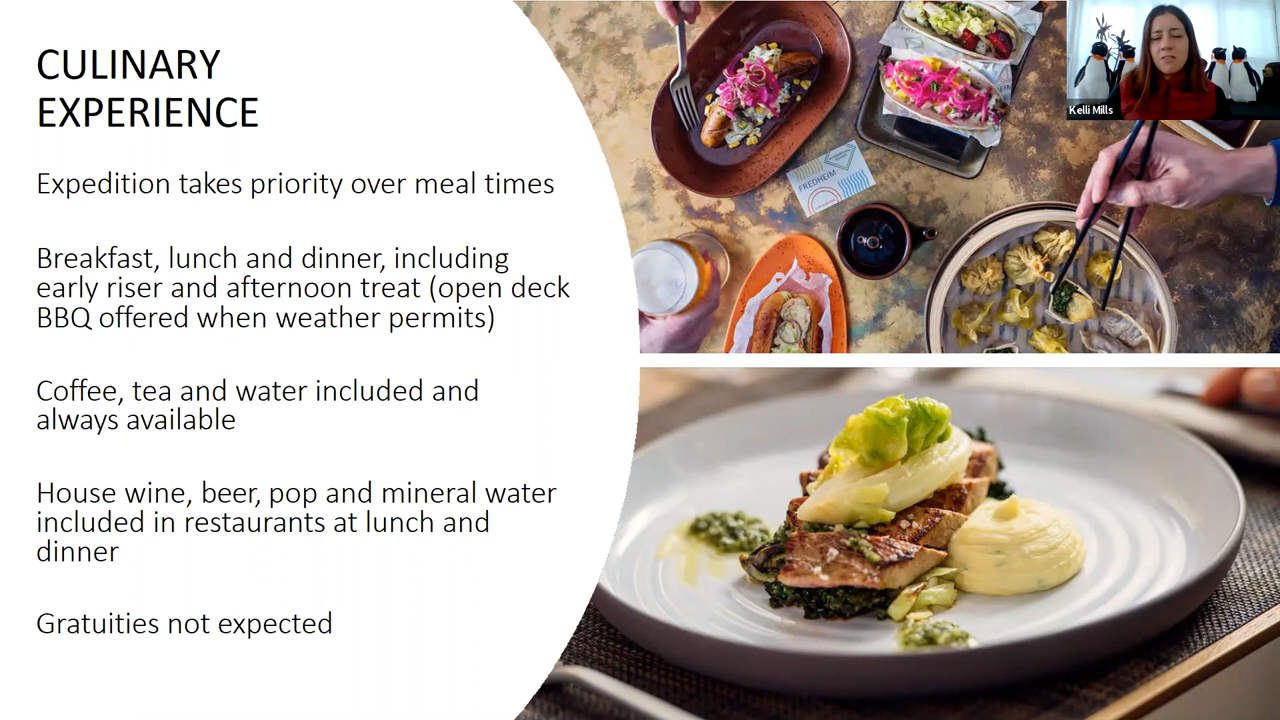 CULINARY
EXPERIENCE
Expedition takes priority over meal times
Breakfast, lunch and dinner, including
early riser and afternoon treat (open deck
BBQ offered when weather permits)
Coffee, tea and water included and
always available
House wine, beer, pop and mineral water
included in restaurants at lunch and
dinner
Gratuities not expected
FREDHEIM
Kelli Mills